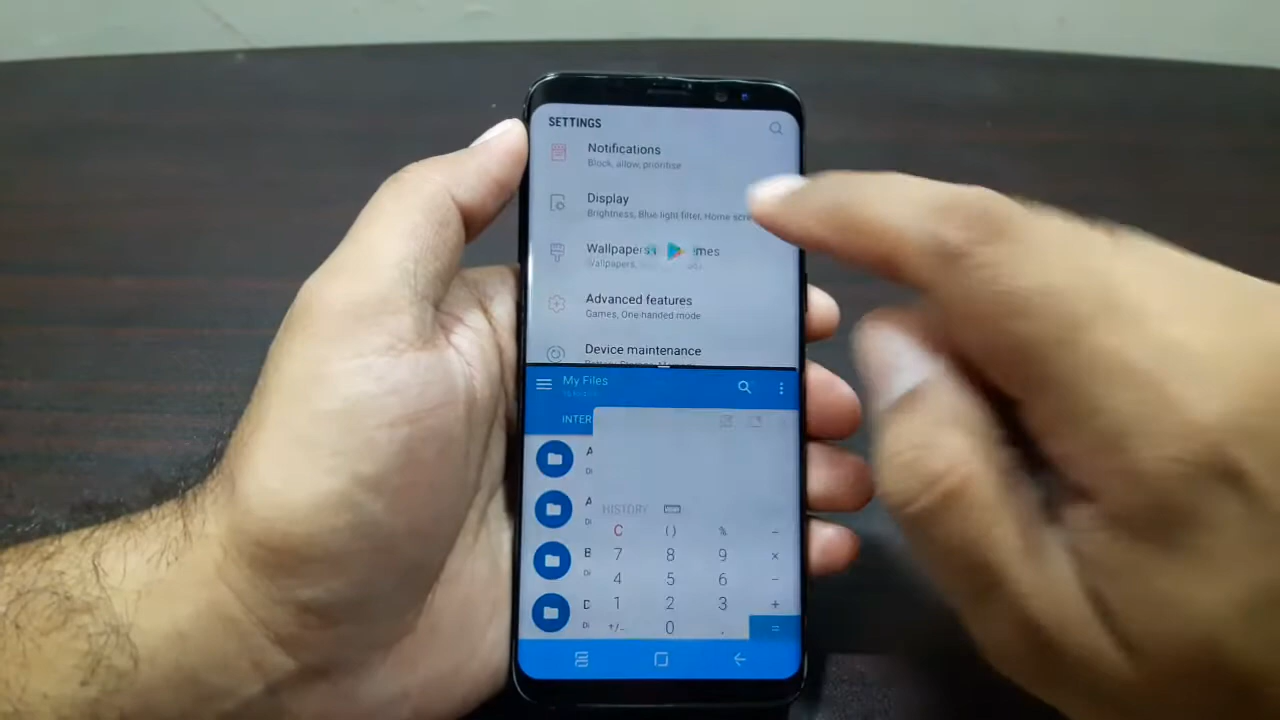 SETTINGS
Notifications
Block, allow, prioritise
Display
Brightness, Blue light filter, Home scre
Wallpapers mes
Wallpapers,
Advanced features
Games, One-handed mode
Device maintenance
My Files
INTER
A
A
B
D
HISTORY
C () % ÷
7 8 9 ×
4 5 6 −
1 2 3 +
+/− 0 . =